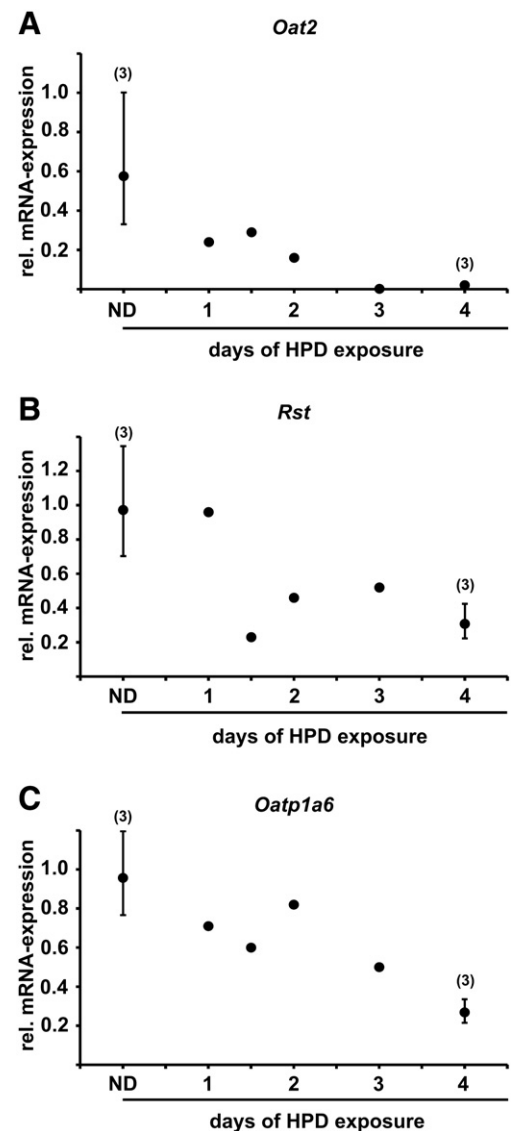 A
Oat2
rel. mRNA-expression
(3)
1.0
0.8
0.6
0.4
0.2
(3)
ND 1 2 3 4
days of HPD exposure
B
Rst
rel. mRNA-expression
(3)
1.2
1.0
0.8
0.6
0.4
0.2
(3)
ND 1 2 3 4
days of HPD exposure
C
Oatp1a6
rel. mRNA-expression
(3)
1.0
0.8
0.6
0.4
0.2
(3)
ND 1 2 3 4
days of HPD exposure